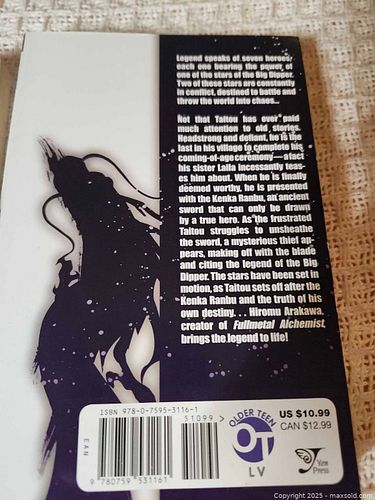 Legend speaks of seven heroes,
each one bearing the power of
one of the stars of the Big Dipper.
Two of these stars are constantly
in conflict, destined to battle and
throw the world into chaos...
Not that Taitou has ever paid
much attention to old stories.
Headstrong and defiant, he is the
last in his village to complete his
coming-of-age ceremony—a fact
his sister Laila incessantly teas-
es him about. When he is finally
deemed worthy, he is presented
with the Kenka Ranbu, an ancient
sword that can only be drawn
by a true hero. As the frustrated
Taitou struggles to unsheathe
the sword, a mysterious thief ap-
pears, making off with the blade
and citing the legend of the Big
Dipper. The stars have been set in
motion, as Taitou sets off after the
Kenka Ranbu and the truth of his
own destiny. . . Hiromu Arakawa,
creator of Fullmetal Alchemist,
brings the legend to life!
ISBN 978-0-7595-3116-1
51099>
EAN
9 780759 531161
OLDER TEEN
OT
LV
US $10.99
CAN $12.99
Yen
Press
Copyright 2025 - maxsold.com